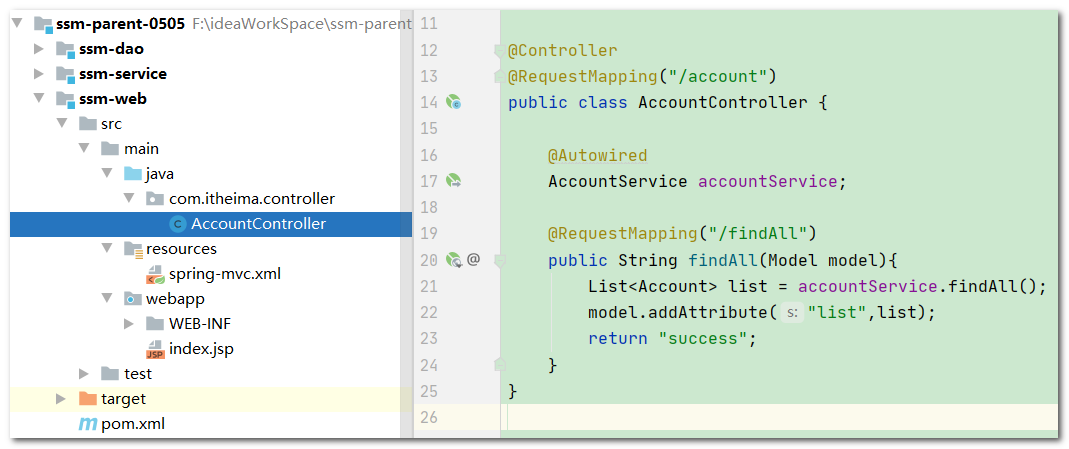 ssm-parent-0505 F:\ideaWorkSpace\ssm-parent
ssm-dao
ssm-service
ssm-web
src
main
java
com.itheima.controller
C AccountController
resources
spring-mvc.xml
webapp
WEB-INF
JSP index.jsp
test
target
m pom.xml
11
12 @Controller
13 @RequestMapping("/account")
14 public class AccountController {
15
16 @Autowired
17 AccountService accountService;
18
19 @RequestMapping("/findAll")
20 @ public String findAll(Model model){
21 List<Account> list = accountService.findAll();
22 model.addAttribute( s: "list",list);
23 return "success";
24 }
25 }
26